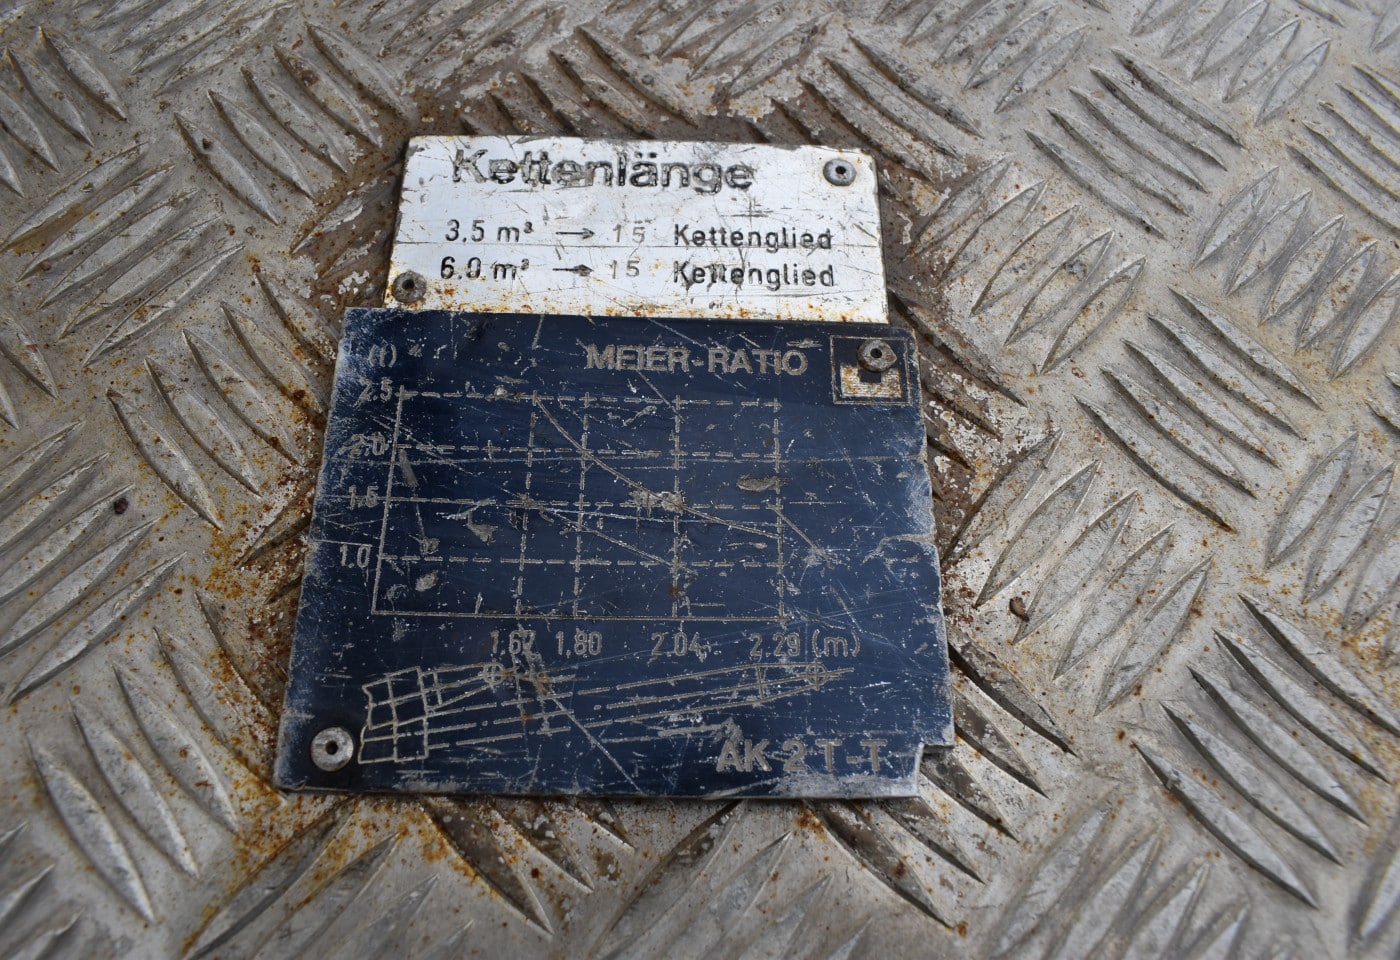 Kettenlänge
3,5 m³ → 15 Kettenglied
6.0 m³ → 15 Kettenglied
(t) MEIER-RATIO
2.5
2.0
1.5
1.0
1.67 1.80 2.04 2.29 (m)
AK 2 T-T